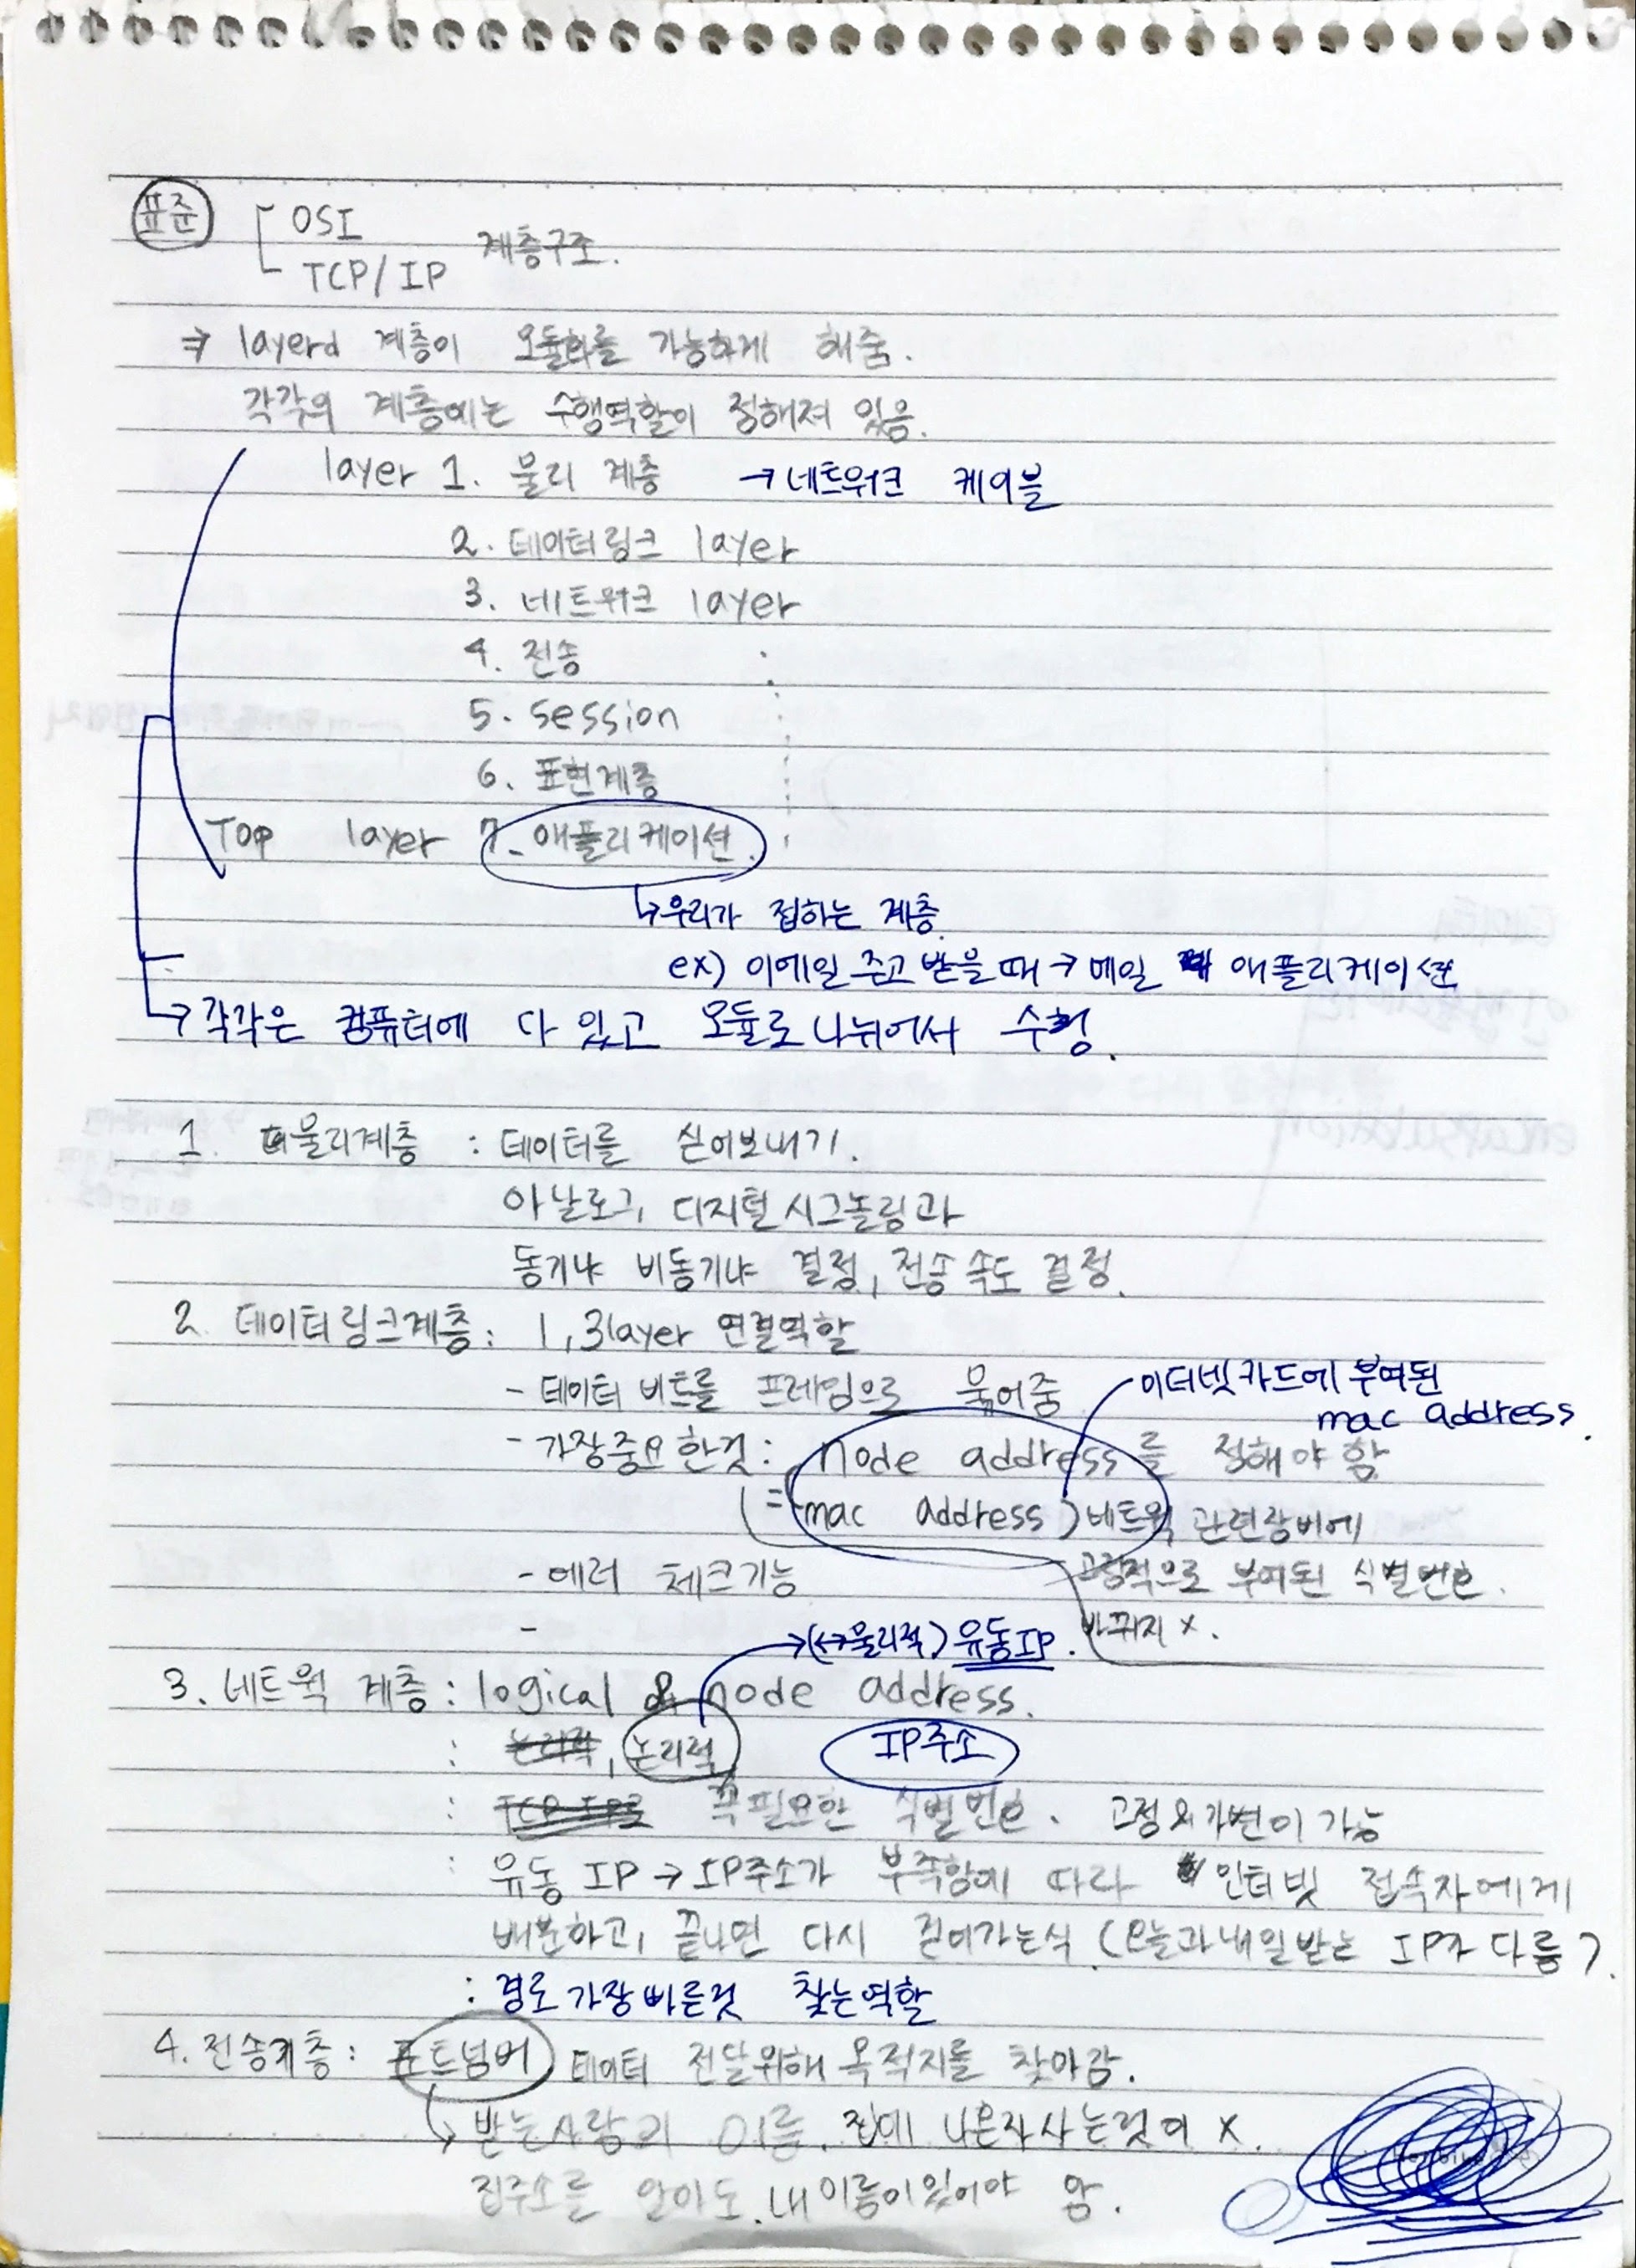 표준 OSI
TCP/IP 계층구조.
⇒ layerd 계층이 모듈화를 가능하게 해줌.
각각의 계층에는 수행역할이 정해져 있음.
layer 1. 물리 계층 → 네트워크 케이블
2. 데이터링크 layer
3. 네트워크 layer
4. 전송
5. session
6. 표현계층
Top layer 7. 애플리케이션
↳ 우리가 접하는 계층
ex) 이메일 주고 받을 때 → 메일 애플리케이션
↳ 각각은 컴퓨터에 다 있고 모듈로 나뉘어서 수행.
1. 물리계층 : 데이터를 실어보내기.
아날로그, 디지털 시그놀링과
동기냐 비동기냐 결정, 전송 속도 결정.
2. 데이터링크계층 : 1, 3layer 연결역할
- 데이터 비트를 프레임으로 묶어줌
이더넷카드에 부여된
mac address.
- 가장중요한것 : node address를 정해야 함
= (mac address) 네트웍 관련장비에
- 에러 체크기능
고정적으로 부여된 식별번호.
바뀌지 x.
-
→ (↔물리적) 유동IP.
3. 네트웍 계층 : logical & node address.
: 논리적 IP주소
: 꼭필요한 식별번호. 고정&가변이 가능
: 유동 IP → IP주소가 부족함에 따라 인터넷 접속자에게
배분하고, 끝나면 다시 걷어가는식 (오늘과 내일받는 IP가 다름).
: 경로 가장빠른것 찾는역할
4. 전송계층 : 포트넘버 데이터 전달위해 목적지를 찾아감.
↳ 받는사람의 이름. 집에 나혼자사는것이 x.
집주소를 알아도 내이름이있어야 함.